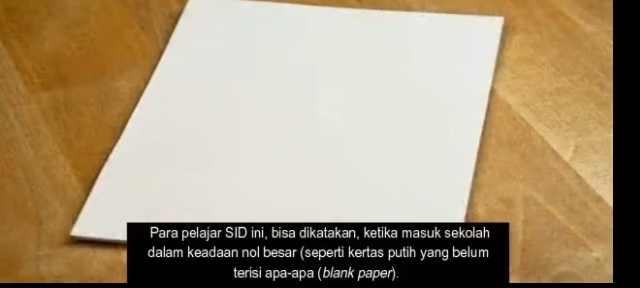 Para pelajar SID ini, bisa dikatakan, ketika masuk sekolah
dalam keadaan nol besar (seperti kertas putih yang belum
terisi apa-apa (blank paper).